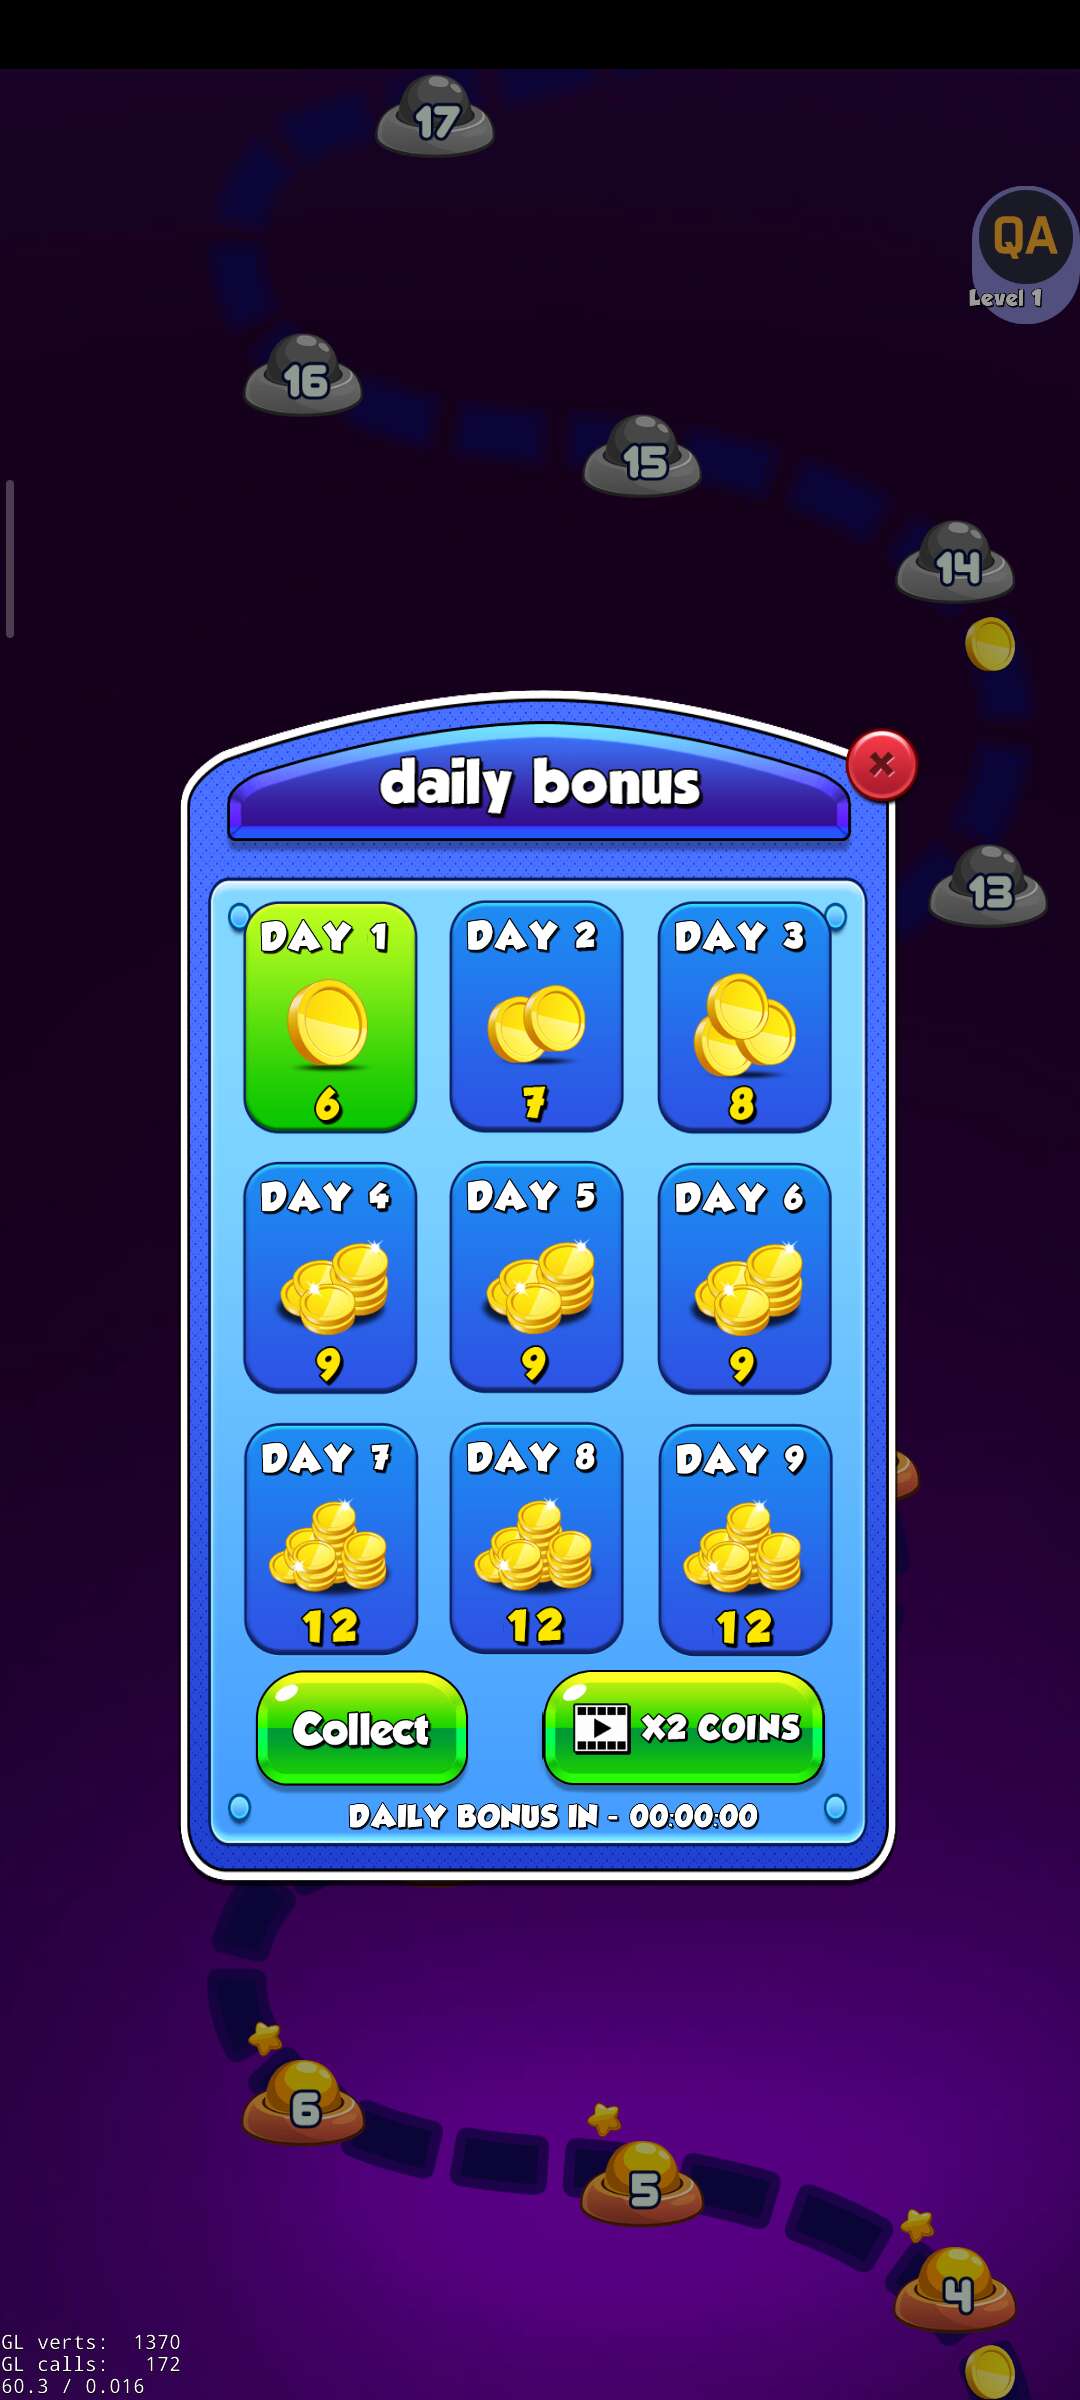 17
QA
Level 1
16
15
14
daily bonus
13
DAY 1
6
DAY 2
7
DAY 3
8
DAY 4
9
DAY 5
9
DAY 6
9
DAY 7
12
DAY 8
12
DAY 9
12
Collect
X2 COINS
DAILY BONUS IN - 00:00:00
6
5
4
GL verts: 1370
GL calls: 172
60.3 / 0.016